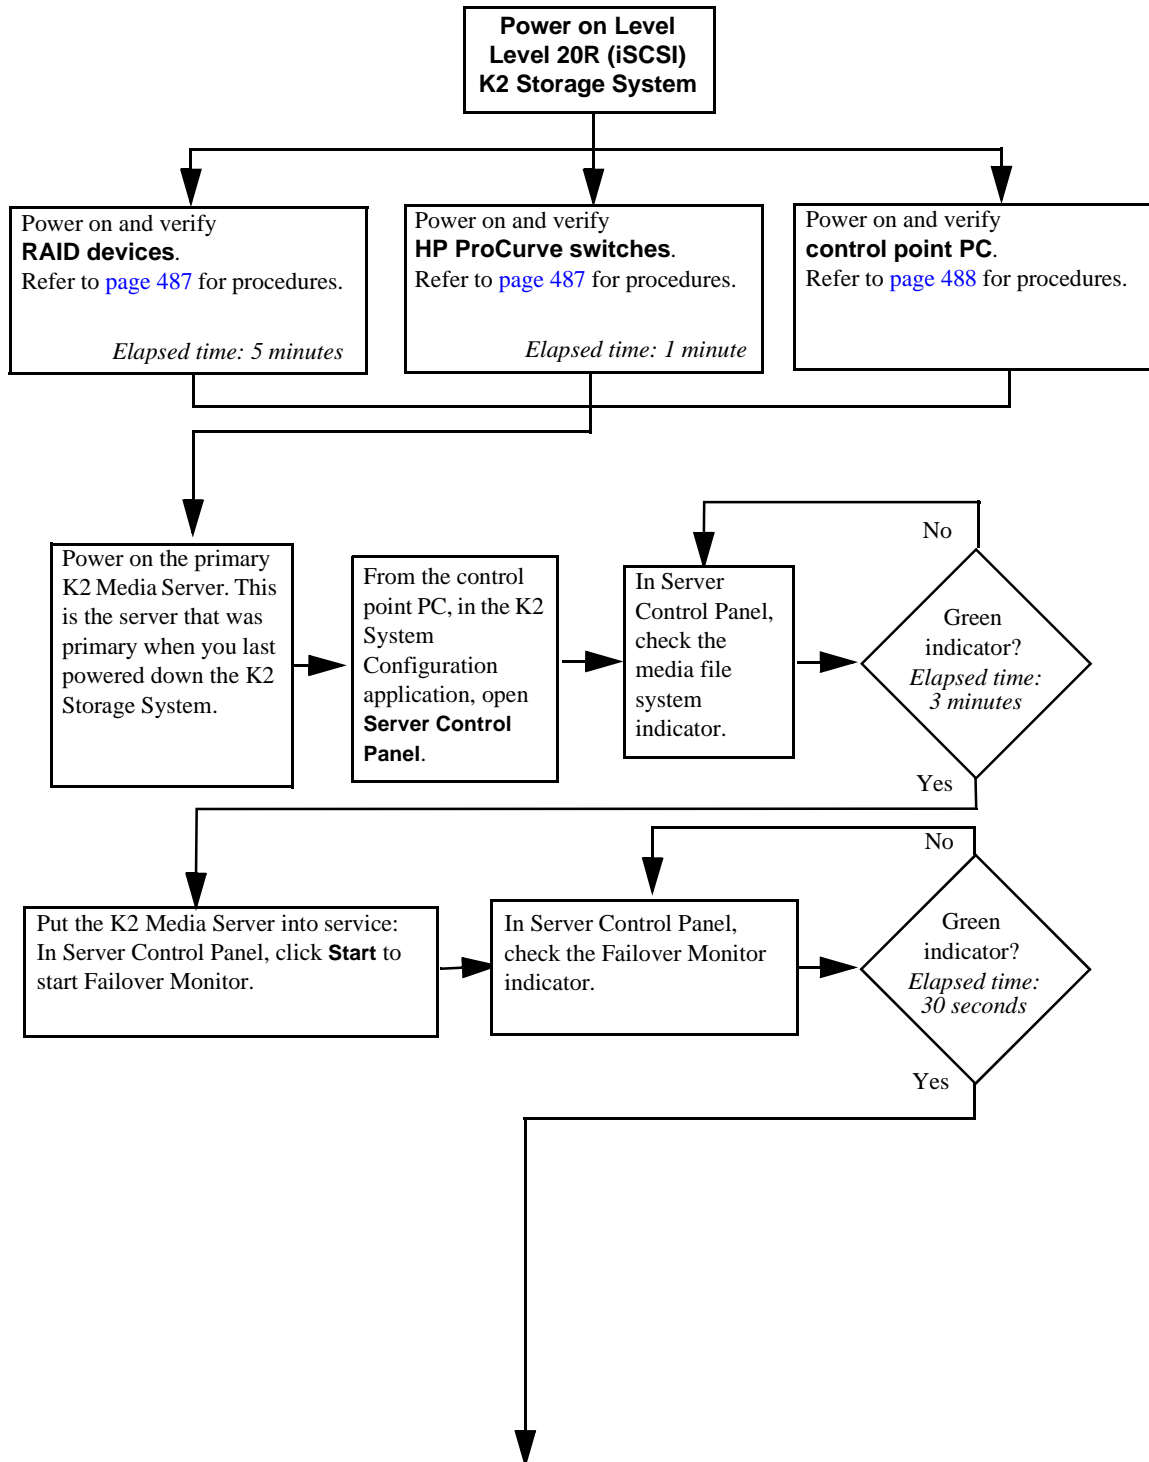 Power on Level
Level 20R (iSCSI)
K2 Storage System
Power on and verify
RAID devices.
Refer to page 487 for procedures.
Elapsed time: 5 minutes
Power on and verify
HP ProCurve switches.
Refer to page 487 for procedures.
Elapsed time: 1 minute
Power on and verify
control point PC.
Refer to page 488 for procedures.
Power on the primary
K2 Media Server. This
is the server that was
primary when you last
powered down the K2
Storage System.
From the control
point PC, in the K2
System
Configuration
application, open
Server Control
Panel.
In Server
Control Panel,
check the
media file
system
indicator.
No
Green
indicator?
Elapsed time:
3 minutes
Yes
Put the K2 Media Server into service:
In Server Control Panel, click Start to
start Failover Monitor.
In Server Control Panel,
check the Failover Monitor
indicator.
No
Green
indicator?
Elapsed time:
30 seconds
Yes